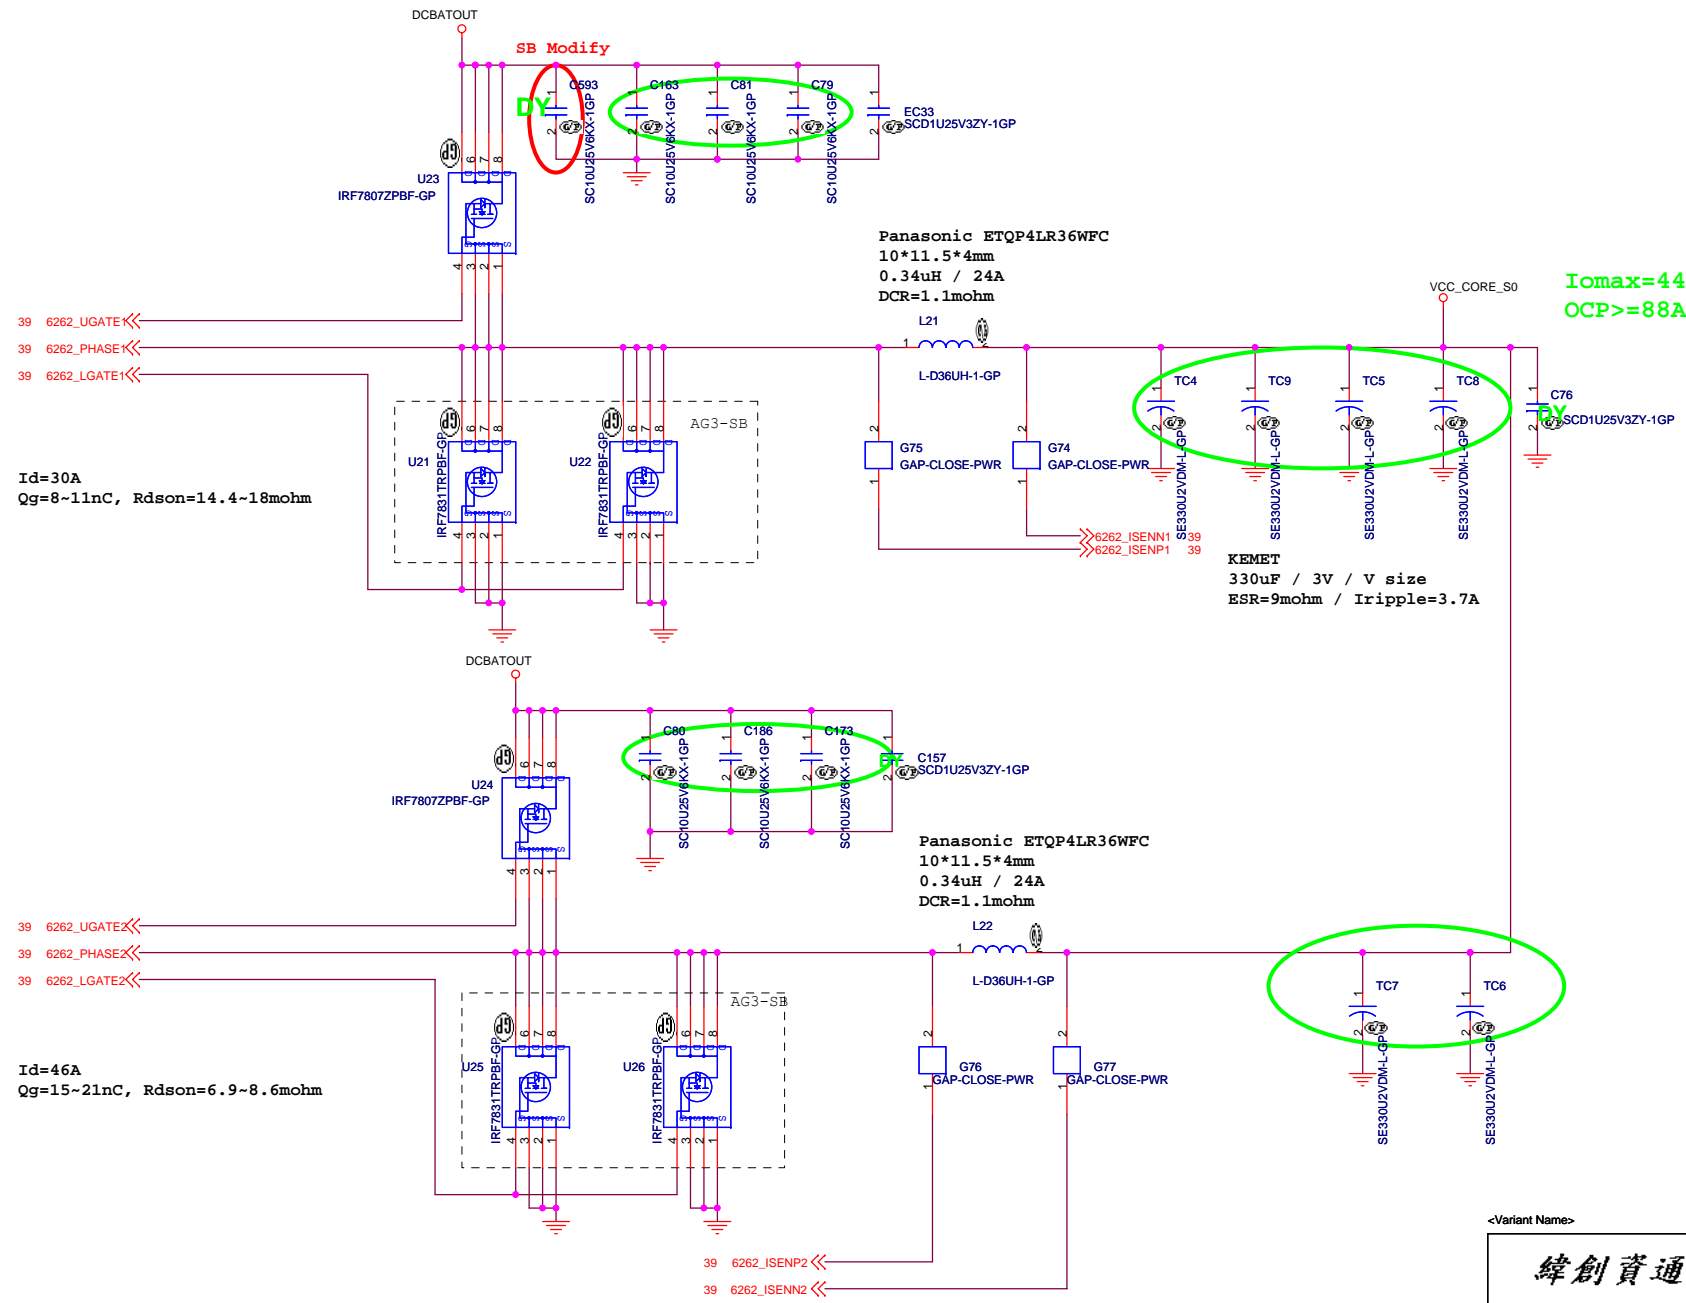 DCBATOUT
SB Modify
DY
C593
SC10U25V6KX-1GP
C163
SC10U25V6KX-1GP
C81
SC10U25V6KX-1GP
C79
SC10U25V6KX-1GP
EC33
SCD1U25V3ZY-1GP
U23
IRF7807ZPBF-GP
Panasonic ETQP4LR36WFC
10*11.5*4mm
0.34uH / 24A
DCR=1.1mohm
VCC_CORE_S0
Iomax=44
OCP>=88A
39 6262_UGATE1
39 6262_PHASE1
39 6262_LGATE1
L21
L-D36UH-1-GP
TC4
SE330U2VDM-L-GP
TC9
SE330U2VDM-L-GP
TC5
SE330U2VDM-L-GP
TC8
SE330U2VDM-L-GP
C76
DY
SCD1U25V3ZY-1GP
AG3-SB
U21
IRF7831TRPBF-GP
U22
IRF7831TRPBF-GP
G75
GAP-CLOSE-PWR
G74
GAP-CLOSE-PWR
Id=30A
Qg=8~11nC, Rdson=14.4~18mohm
6262_ISENN1 39
6262_ISENP1 39
KEMET
330uF / 3V / V size
ESR=9mohm / Iripple=3.7A
DCBATOUT
C80
SC10U25V6KX-1GP
C186
SC10U25V6KX-1GP
C173
SC10U25V6KX-1GP
DY
C157
SCD1U25V3ZY-1GP
U24
IRF7807ZPBF-GP
Panasonic ETQP4LR36WFC
10*11.5*4mm
0.34uH / 24A
DCR=1.1mohm
39 6262_UGATE2
39 6262_PHASE2
39 6262_LGATE2
L22
L-D36UH-1-GP
TC7
SE330U2VDM-L-GP
TC6
SE330U2VDM-L-GP
AG3-SB
U25
IRF7831TRPBF-GP
U26
IRF7831TRPBF-GP
G76
GAP-CLOSE-PWR
G77
GAP-CLOSE-PWR
Id=46A
Qg=15~21nC, Rdson=6.9~8.6mohm
39 6262_ISENP2
39 6262_ISENN2
<Variant Name>
緯創資通